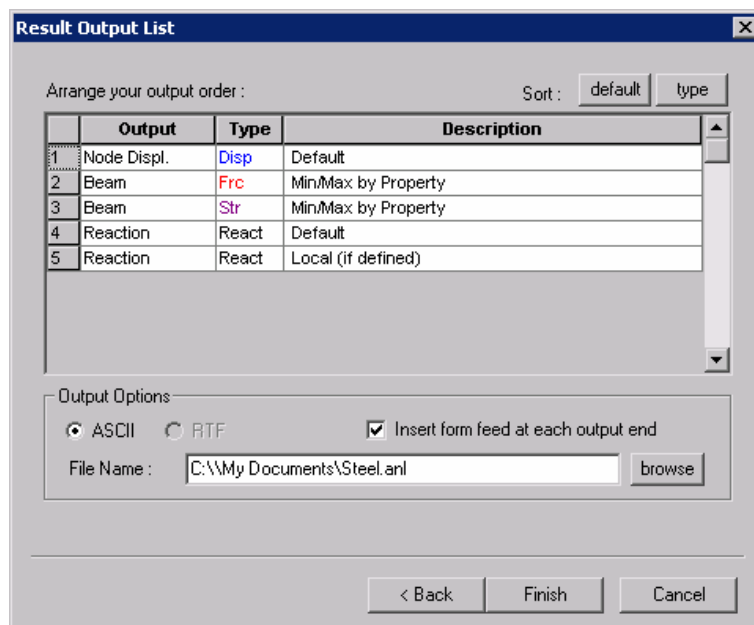 Result Output List
Arrange your output order :
Sort : default type
Output Type Description
1 Node Displ. Disp Default
2 Beam Frc Min/Max by Property
3 Beam Str Min/Max by Property
4 Reaction React Default
5 Reaction React Local (if defined)
Output Options
ASCII RTF Insert form feed at each output end
File Name : C:\\My Documents\Steel.anl browse
< Back Finish Cancel